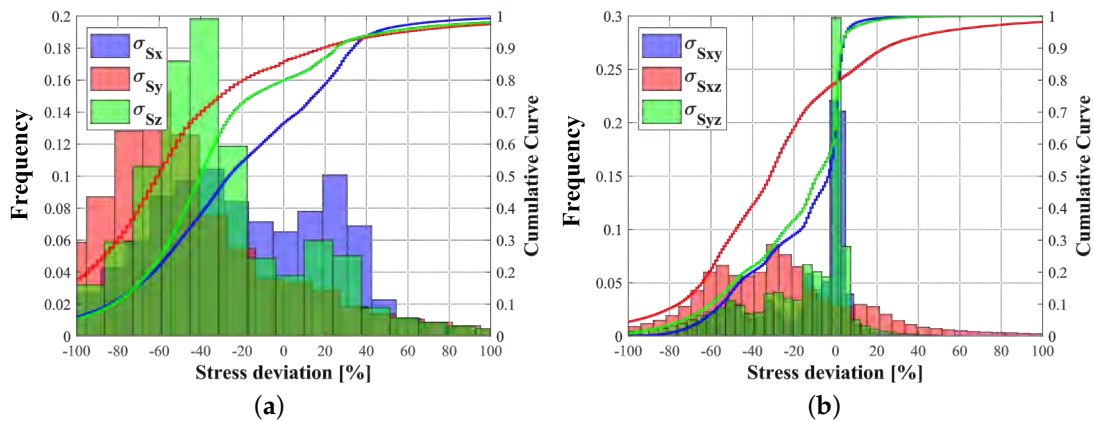 0.2
0.18
0.16
0.14
0.12
0.1
0.08
0.06
0.04
0.02
0
Frequency
σSx
σSy
σSz
1
0.9
0.8
0.7
0.6
0.5
0.4
0.3
0.2
0.1
0
Cumulative Curve
-100 -80 -60 -40 -20 0 20 40 60 80 100
Stress deviation [%]
(a)
0.3
0.25
0.2
0.15
0.1
0.05
0
Frequency
σSxy
σSxz
σSyz
1
0.9
0.8
0.7
0.6
0.5
0.4
0.3
0.2
0.1
0
Cumulative Curve
-100 -80 -60 -40 -20 0 20 40 60 80 100
Stress deviation [%]
(b)